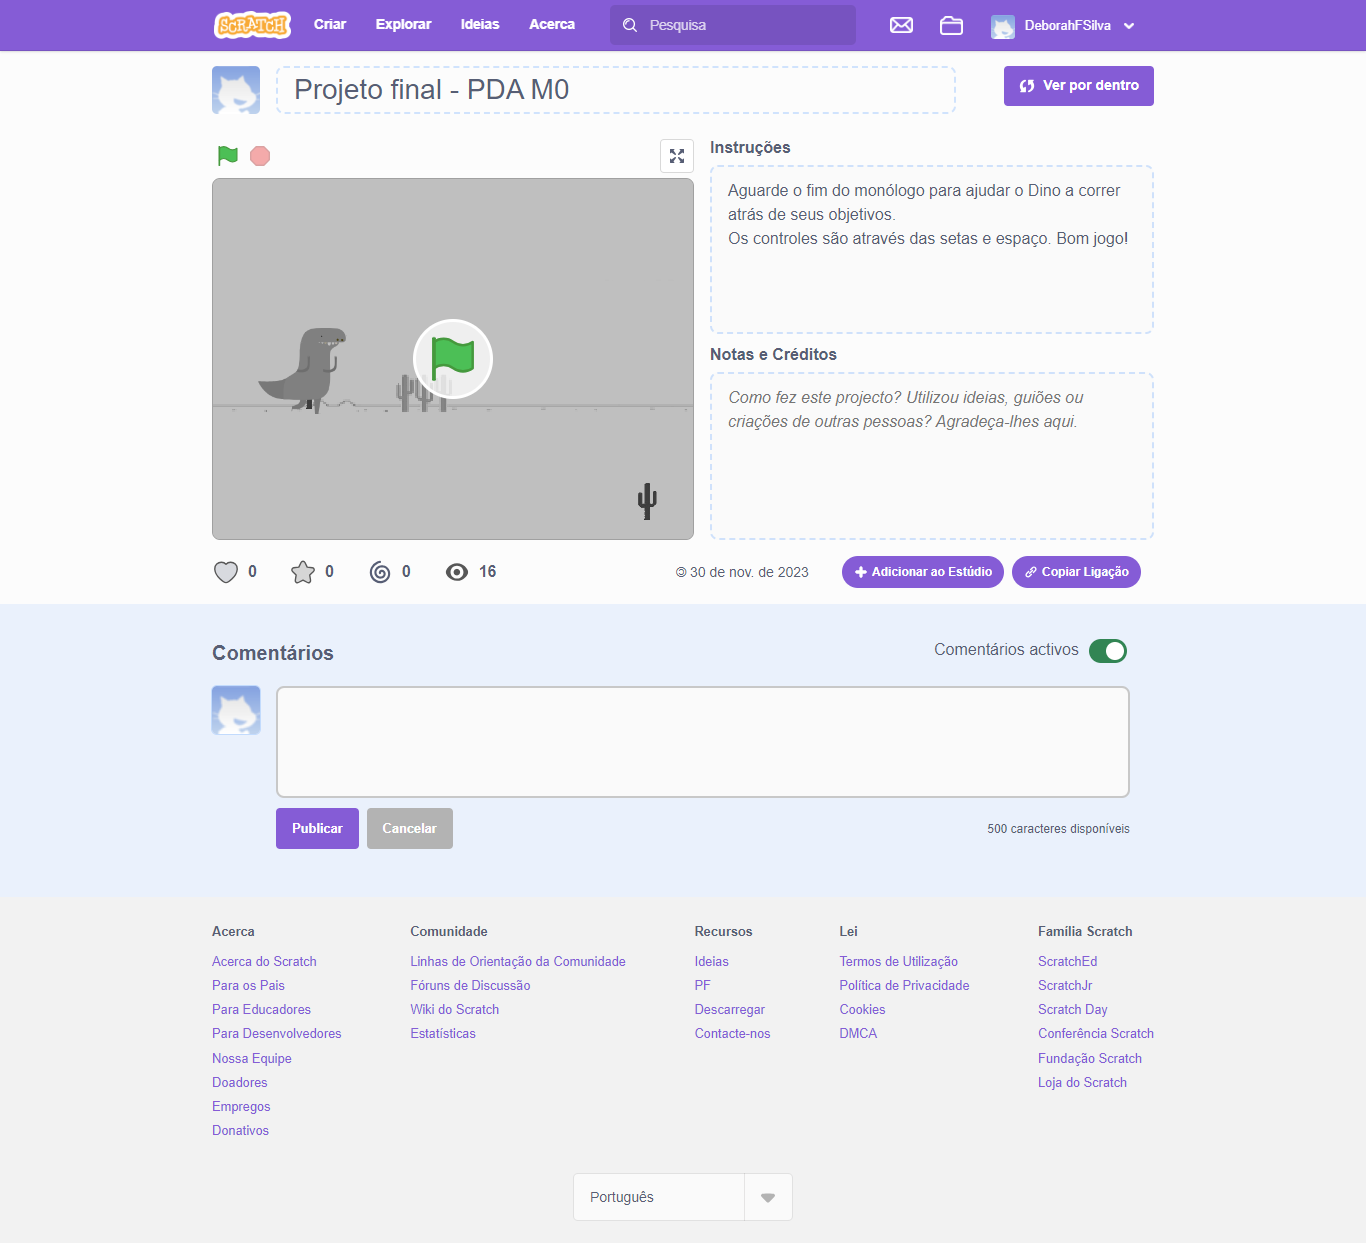 SCRATCH
Criar
Explorar
Ideias
Acerca
Pesquisa
DeborahFSilva
Projeto final - PDA M0
Ver por dentro
Instruções
Aguarde o fim do monólogo para ajudar o Dino a correr
atrás de seus objetivos.
Os controles são através das setas e espaço. Bom jogo!
Notas e Créditos
Como fez este projecto? Utilizou ideias, guiões ou
criações de outras pessoas? Agradeça-lhes aqui.
0
0
0
16
30 de nov. de 2023
Adicionar ao Estúdio
Copiar Ligação
Comentários
Comentários activos
Publicar
Cancelar
500 caracteres disponíveis
Acerca
Acerca do Scratch
Para os Pais
Para Educadores
Para Desenvolvedores
Nossa Equipe
Doadores
Empregos
Donativos
Comunidade
Linhas de Orientação da Comunidade
Fóruns de Discussão
Wiki do Scratch
Estatísticas
Recursos
Ideias
PF
Descarregar
Contacte-nos
Lei
Termos de Utilização
Política de Privacidade
Cookies
DMCA
Família Scratch
ScratchEd
ScratchJr
Scratch Day
Conferência Scratch
Fundação Scratch
Loja do Scratch
Português